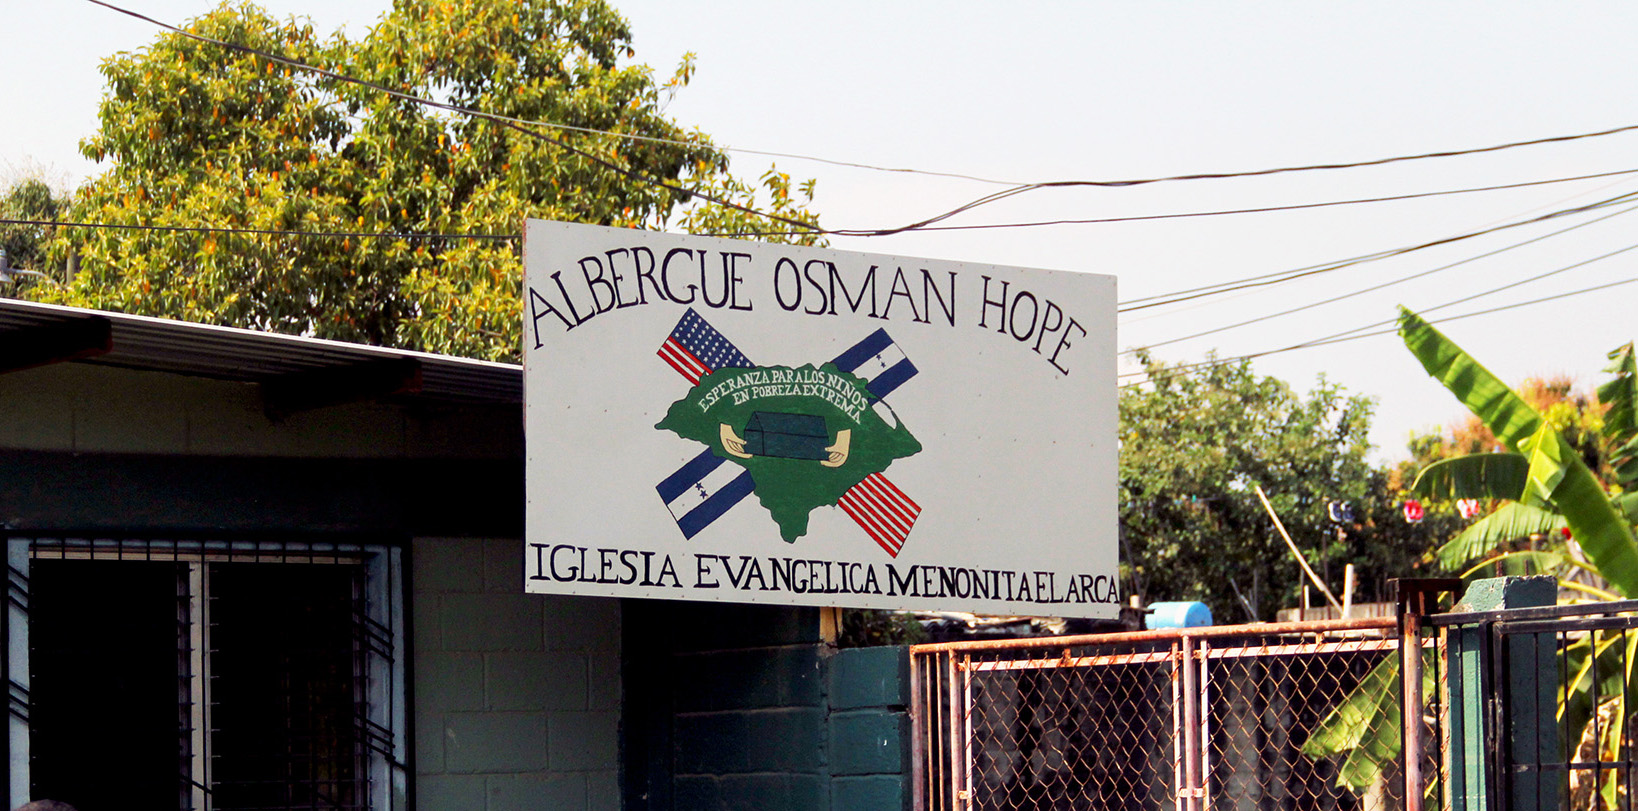 ALBERGUE OSMAN HOPE
ESPERANZA PARA LOS NIÑOS
EN POBREZA EXTREMA
IGLESIA EVANGELICA MENONITA EL ARCA